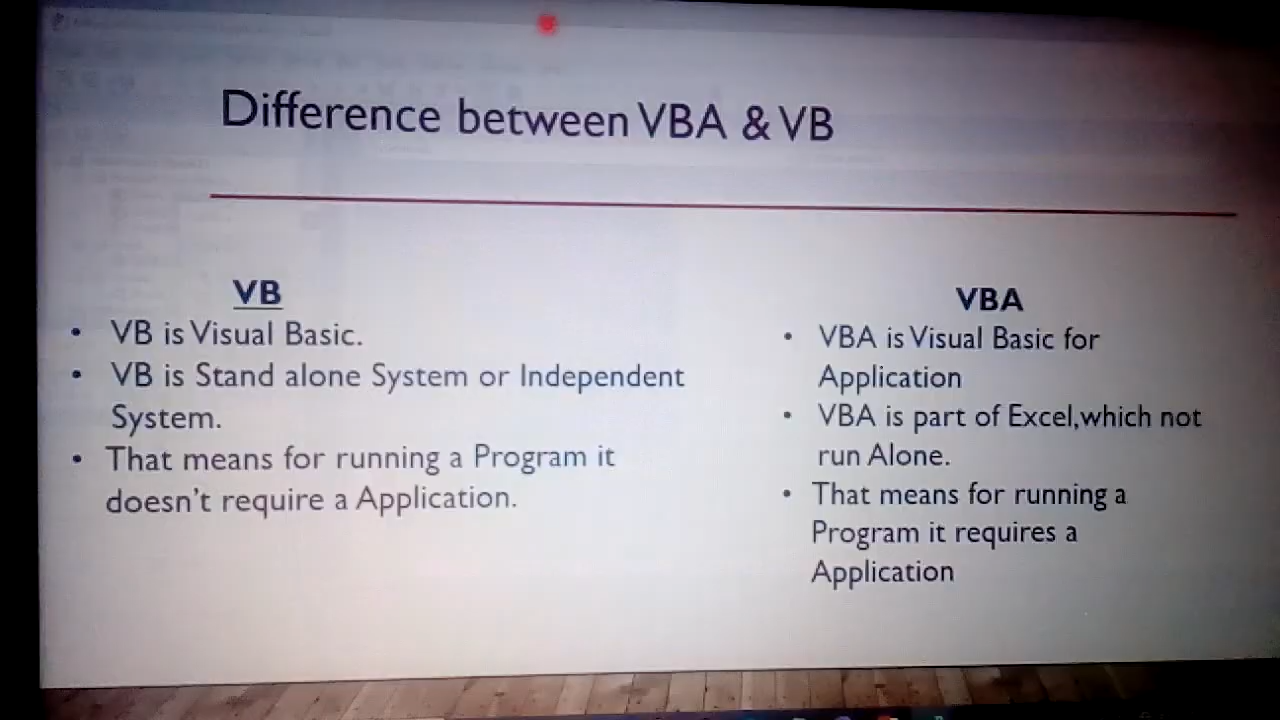 Difference between VBA & VB
VB
• VB is Visual Basic.
• VB is Stand alone System or Independent
System.
• That means for running a Program it
doesn't require a Application.
VBA
• VBA is Visual Basic for
Application
• VBA is part of Excel,which not
run Alone.
• That means for running a
Program it requires a
Application